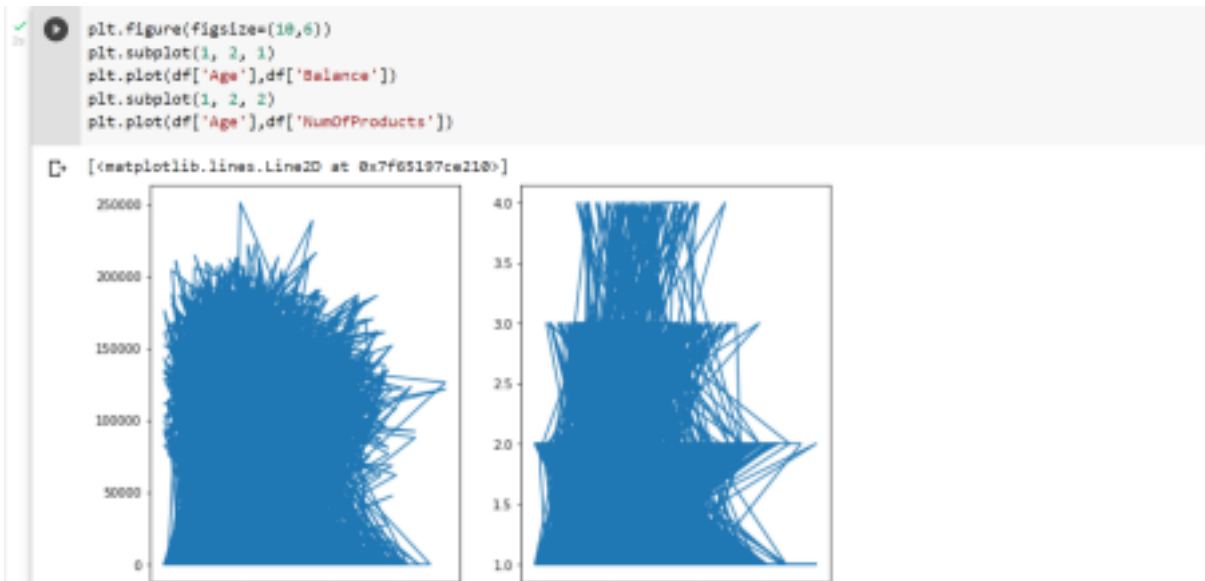 plt.figure(figsize=(10,6))
plt.subplot(1, 2, 1)
plt.plot(df['Age'],df['Balance'])
plt.subplot(1, 2, 2)
plt.plot(df['Age'],df['NumOfProducts'])
[<matplotlib.lines.Line2D at 0x7f65197ce210>]
250000
200000
150000
100000
50000
0
4.0
3.5
3.0
2.5
2.0
1.5
1.0